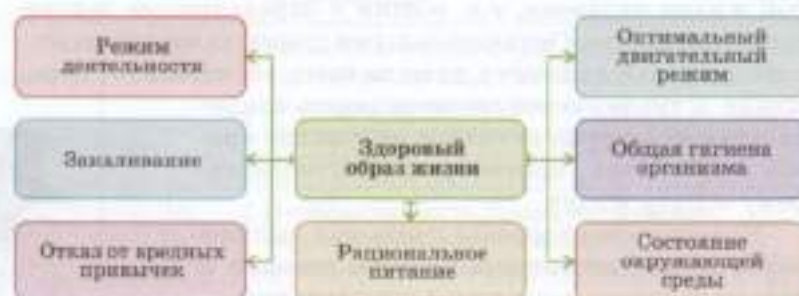 Режим
деятельности
Закаливание
Отказ от вредных
привычек
Здоровый
образ жизни
Рациональное
питание
Оптимальный
двигательный
режим
Общая гигиена
организма
Состояние
окружающей
среды